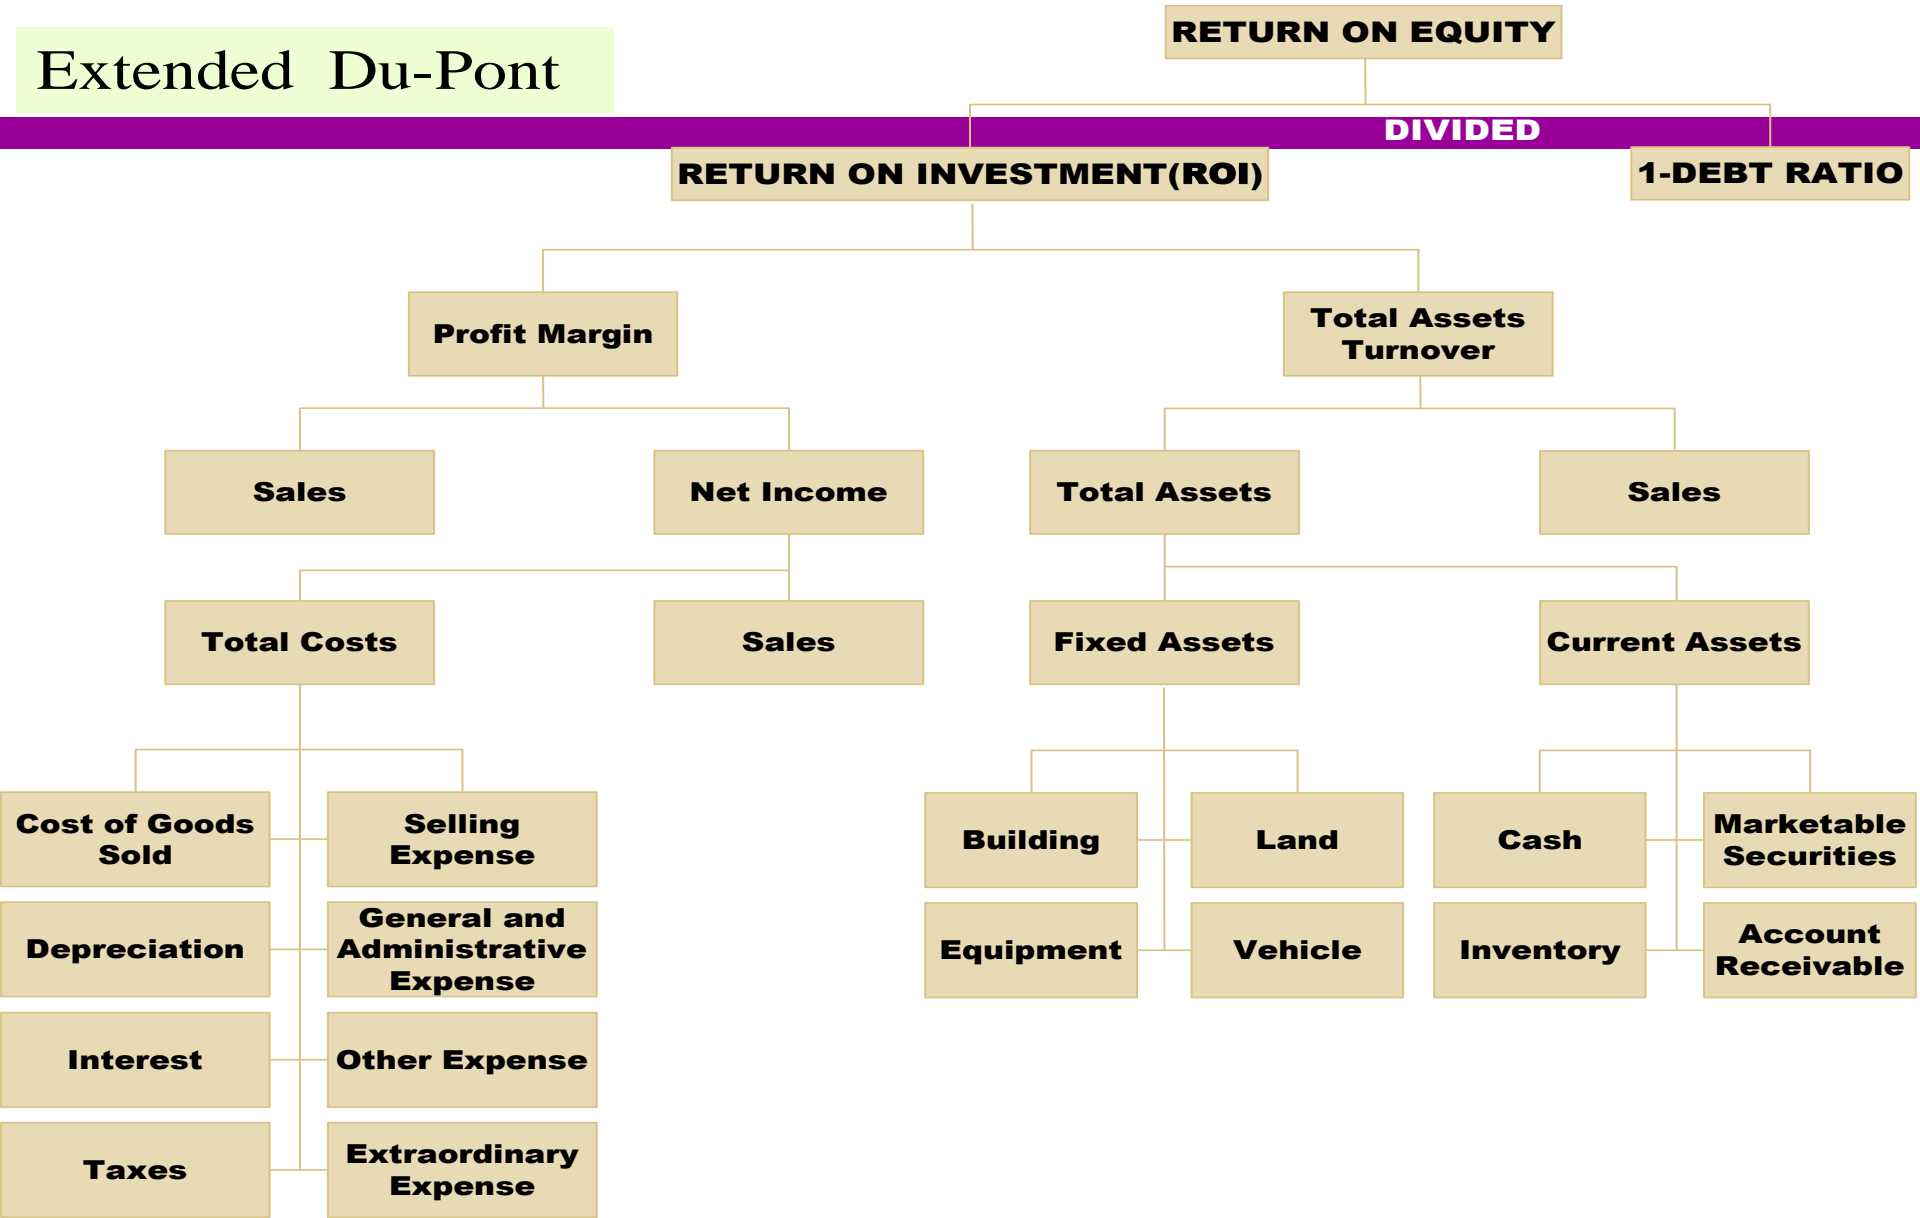 RETURN ON EQUITY
Extended Du-Pont
DIVIDED
RETURN ON INVESTMENT(ROI)
1-DEBT RATIO
Profit Margin
Total Assets
Turnover
Sales
Net Income
Total Assets
Sales
Total Costs
Sales
Fixed Assets
Current Assets
Cost of Goods
Sold
Selling
Expense
Building
Land
Cash
Marketable
Securities
Depreciation
General and
Administrative
Expense
Equipment
Vehicle
Inventory
Account
Receivable
Interest
Other Expense
Taxes
Extraordinary
Expense